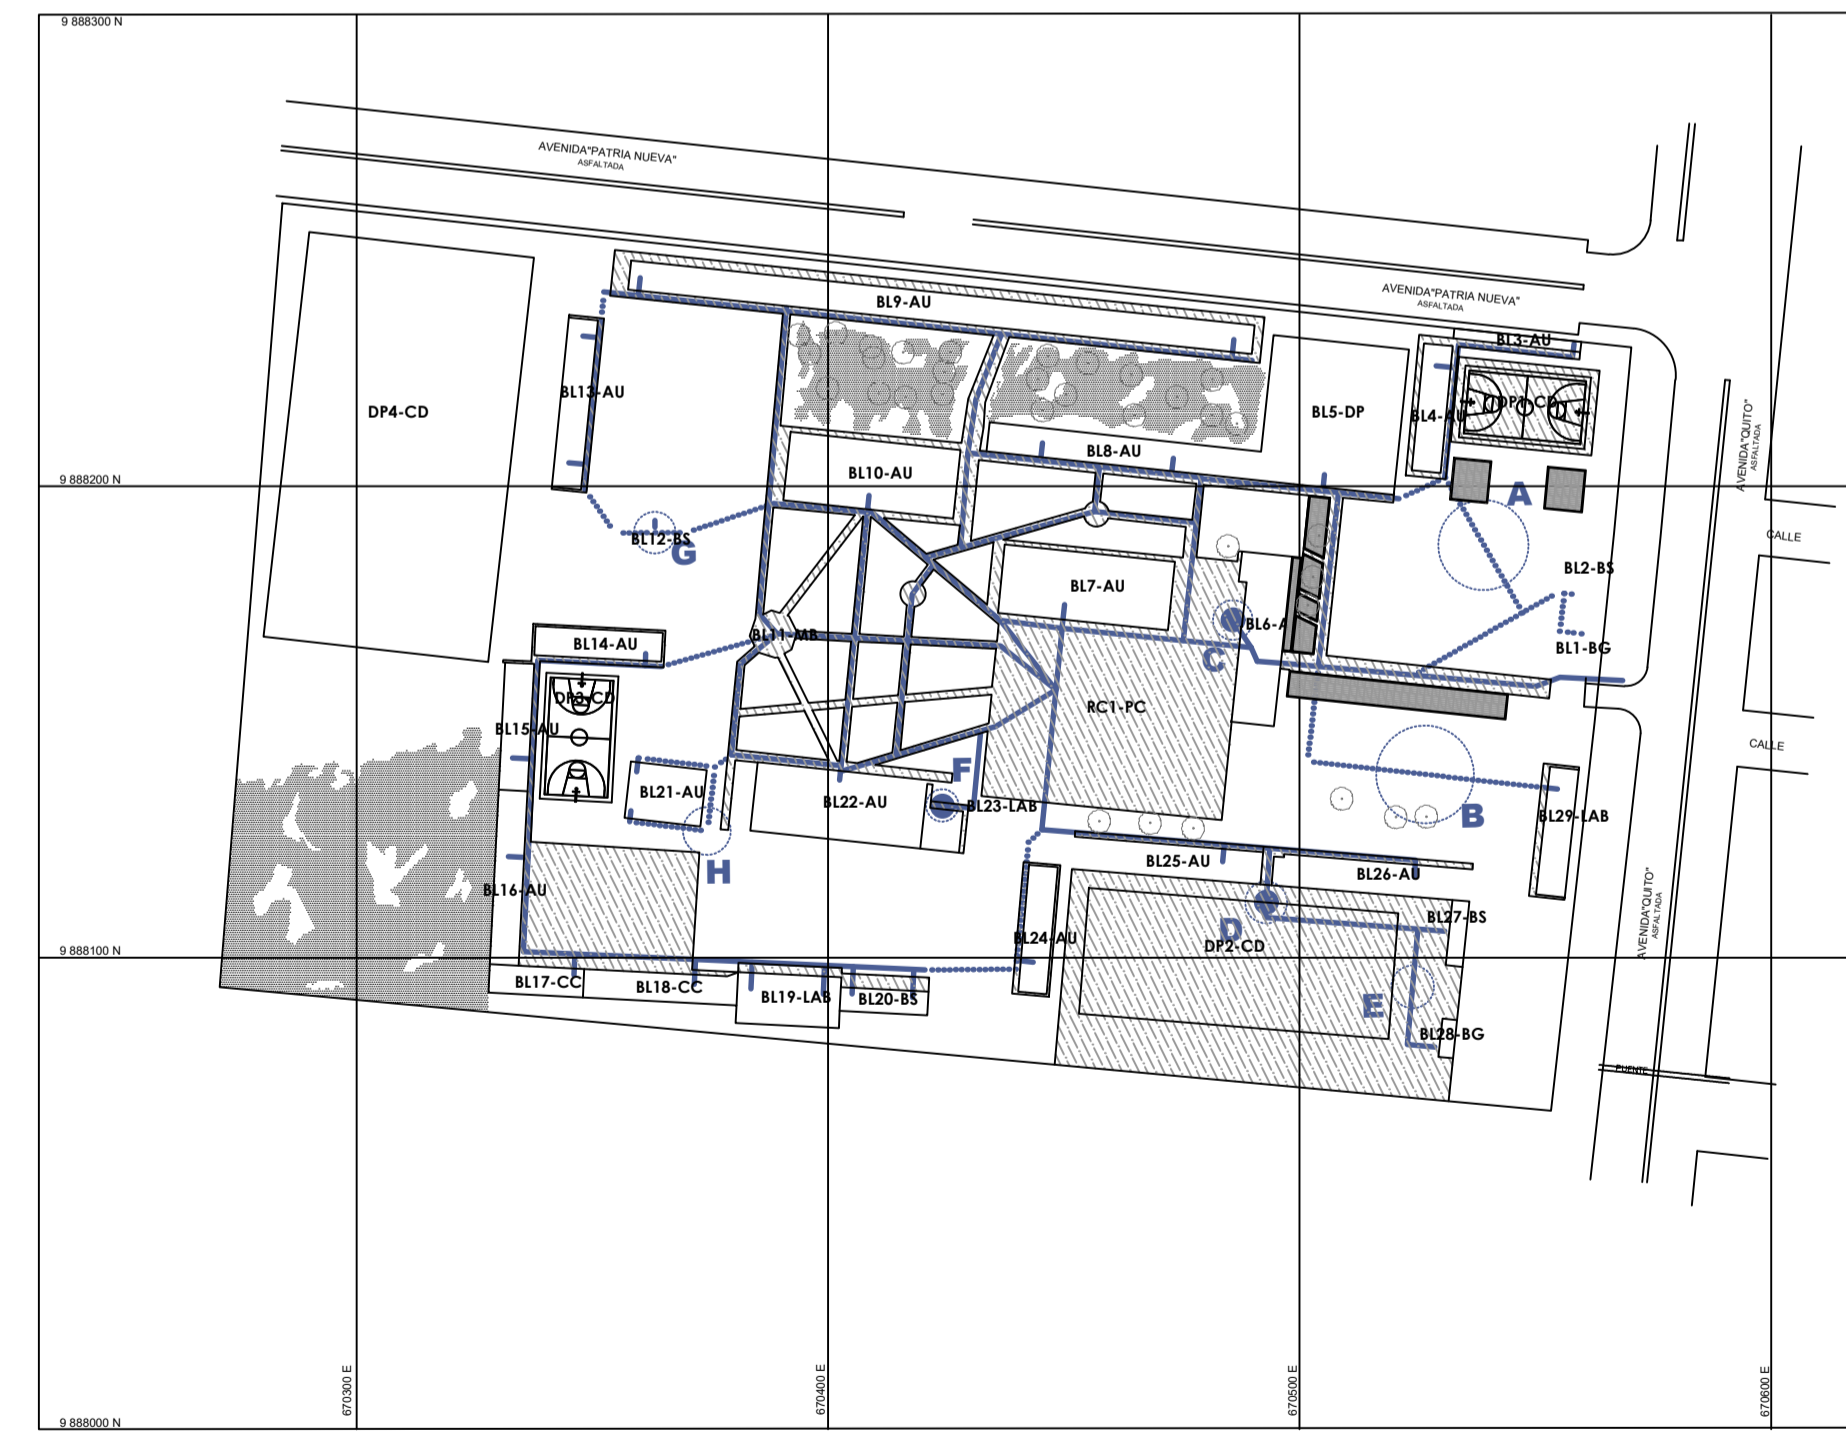 9 888300 N
AVENIDA"PATRIA NUEVA"
ASFALTADA
AVENIDA"PATRIA NUEVA"
ASFALTADA
BL9-AU
BL3-AU
BL13-AU
DP4-CD
BL5-DP
BL4-AU
DP1-CD
AVENIDA"QUITO"
ASFALTADA
BL8-AU
BL10-AU
9 888200 N
A
CALLE
BL12-BS
G
BL2-BS
BL7-AU
BL6-A
BL11-MB
BL14-AU
BL1-BG
C
DP3-CD
RC1-PC
BL15-AU
CALLE
F
BL21-AU
BL22-AU
BL23-LAB
B
BL29-LAB
H
BL25-AU
BL26-AU
BL16-AU
AVENIDA"QUITO"
ASFALTADA
BL27-BS
D
BL24-AU
DP2-CD
9 888100 N
BL17-CC
BL18-CC
BL19-LAB
BL20-BS
E
BL28-BG
PUENTE
670300 E
670400 E
670500 E
670600 E
9 888000 N